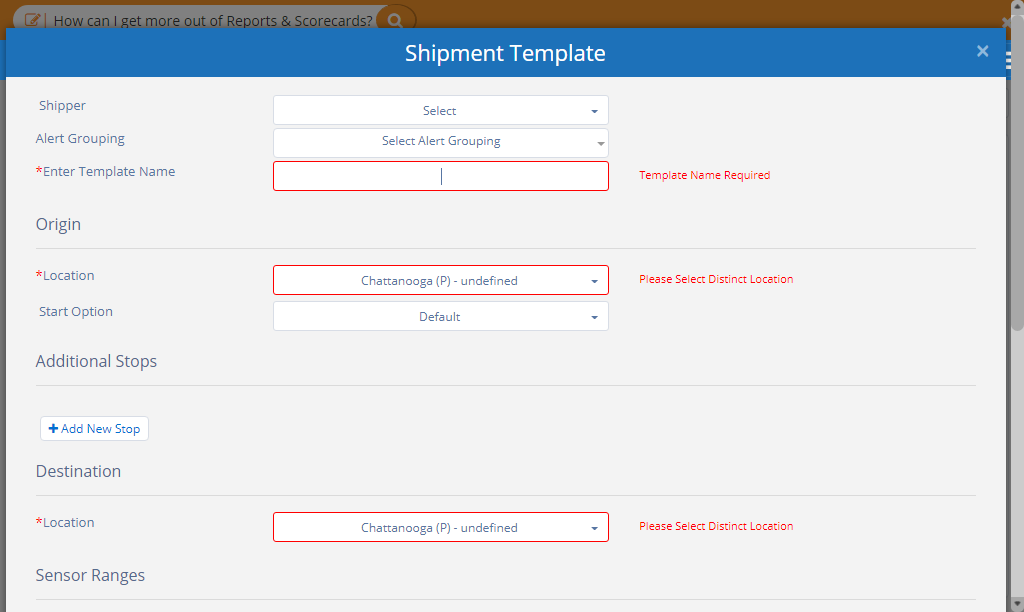 How can I get more out of Reports & Scorecards?
Shipment Template
×
Shipper
Select
Alert Grouping
Select Alert Grouping
*Enter Template Name
Template Name Required
Origin
*Location
Chattanooga (P) - undefined
Please Select Distinct Location
Start Option
Default
Additional Stops
+ Add New Stop
Destination
*Location
Chattanooga (P) - undefined
Please Select Distinct Location
Sensor Ranges